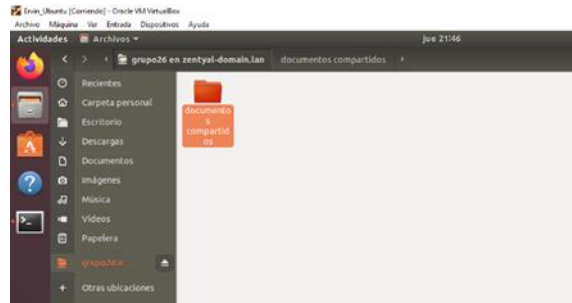 Ervin_Ubuntu [Corriendo] - Oracle VM VirtualBox
Archivo Máquina Ver Entrada Dispositivos Ayuda
Actividades Archivos jue 21:46
grupo26 en zentyal-domain.lan documentos compartidos
Recientes
Carpeta personal
Escritorio
Descargas
Documentos
Imágenes
Música
Vídeos
Papelera
grupo26 e...
Otras ubicaciones
documento
s
compartid
os